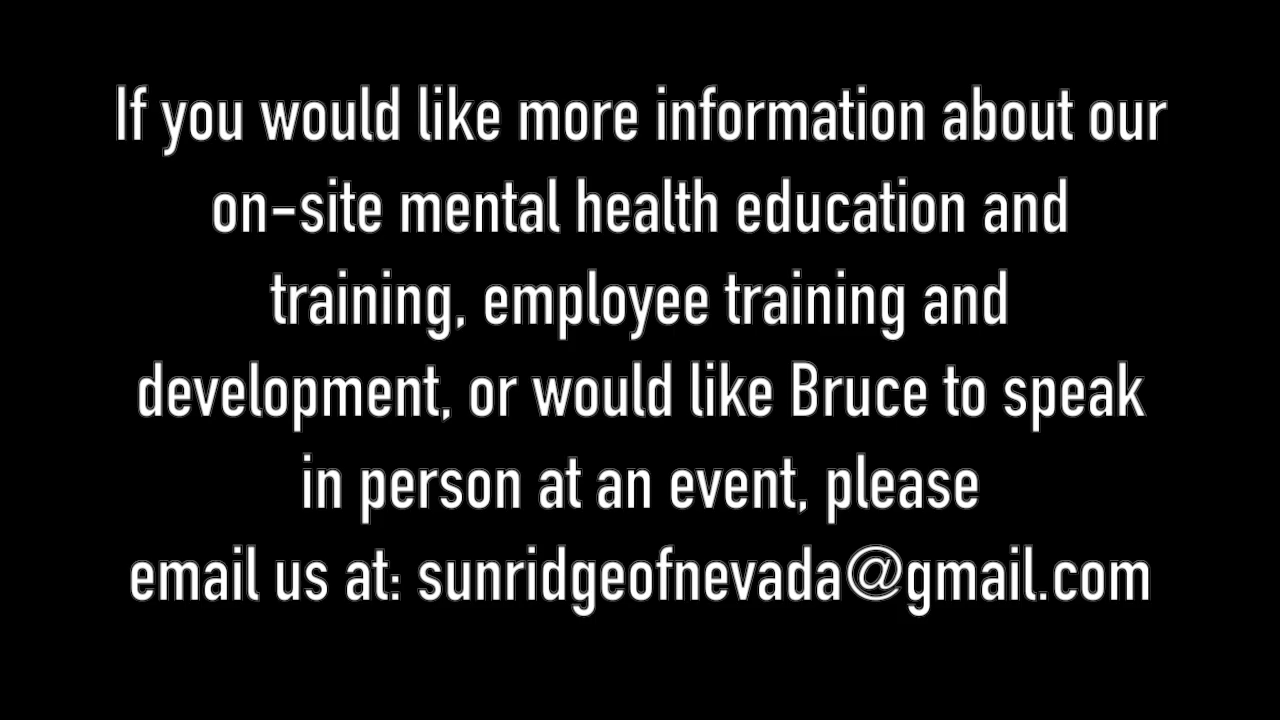 If you would like more information about our
on-site mental health education and
training, employee training and
development, or would like Bruce to speak
in person at an event, please
email us at: sunridgeofnevada@gmail.com